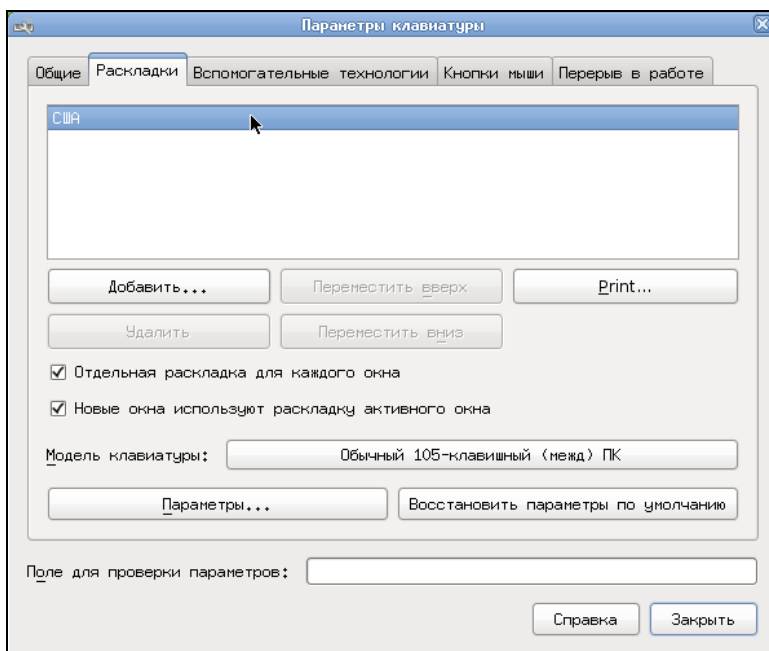 Параметры клавиатуры
Общие Раскладки Вспомогательные технологии Кнопки мыши Перерыв в работе
США
Добавить... Переместить вверх Print...
Удалить Переместить вниз
Отдельная раскладка для каждого окна
Новые окна используют раскладку активного окна
Модель клавиатуры: Обычный 105-клавишный (межд) ПК
Параметры... Восстановить параметры по умолчанию
Поле для проверки параметров:
Справка Закрыть